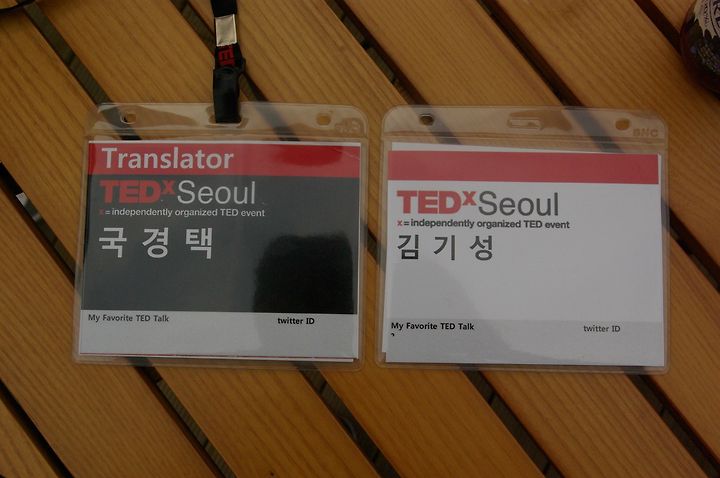 Translator
TEDxSeoul
x = independently organized TED event
국 경 택
My Favorite TED Talk
twitter ID
SNC
TEDxSeoul
x = independently organized TED event
김 기 성
My Favorite TED Talk
twitter ID